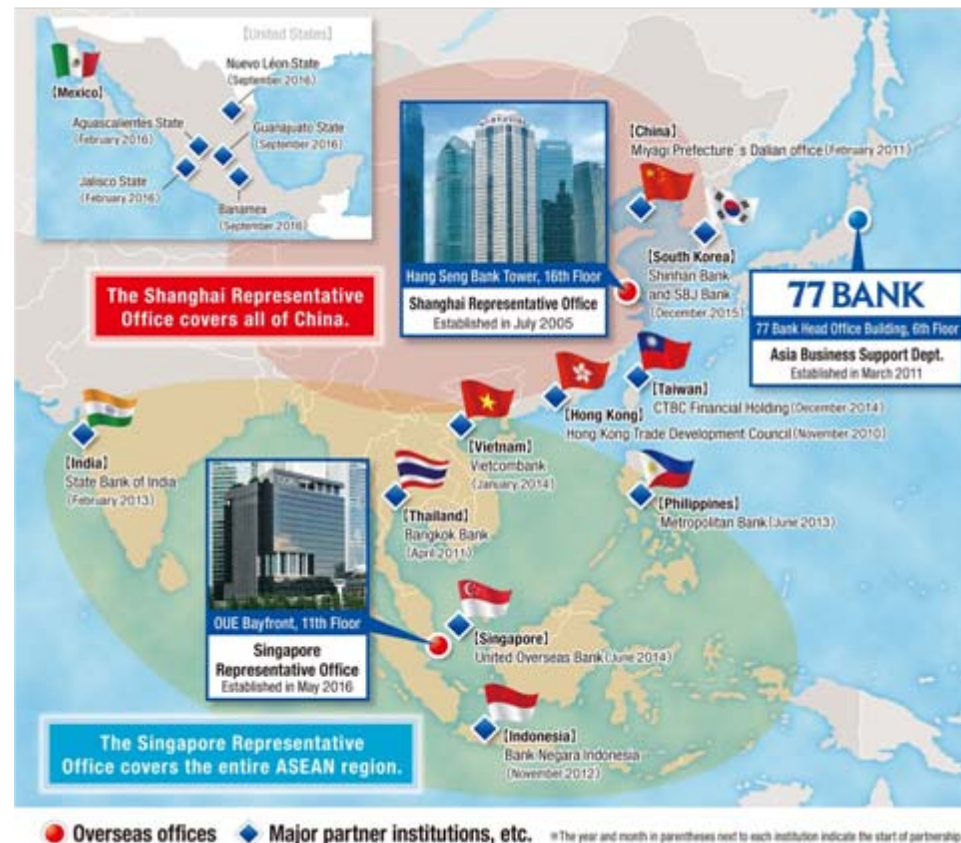 [United States]
[Mexico]
Nuevo Léon State
(September 2016)
Aguascalientes State
(February 2016)
Guanajuato State
(September 2016)
Jalisco State
(February 2016)
Banamex
(September 2016)
[China]
Miyagi Prefecture's Dalian office (February 2011)
Hang Seng Bank Tower, 16th Floor
Shanghai Representative Office
Established in July 2005
[South Korea]
Shinhan Bank
and SBJ Bank
(December 2015)
77 BANK
77 Bank Head Office Building, 6th Floor
Asia Business Support Dept.
Established in March 2011
The Shanghai Representative
Office covers all of China.
[Taiwan]
CTBC Financial Holding (December 2014)
[Hong Kong]
Hong Kong Trade Development Council (November 2010)
[Vietnam]
Vietcombank
(January 2014)
[India]
State Bank of India
(February 2013)
[Thailand]
Bangkok Bank
(April 2011)
[Philippines]
Metropolitan Bank (June 2013)
OUE Bayfront, 11th Floor
Singapore
Representative Office
Established in May 2016
[Singapore]
United Overseas Bank (June 2014)
[Indonesia]
Bank Negara Indonesia
(November 2012)
The Singapore Representative
Office covers the entire ASEAN region.
Overseas offices
Major partner institutions, etc.
※The year and month in parentheses next to each institution indicate the start of partnership